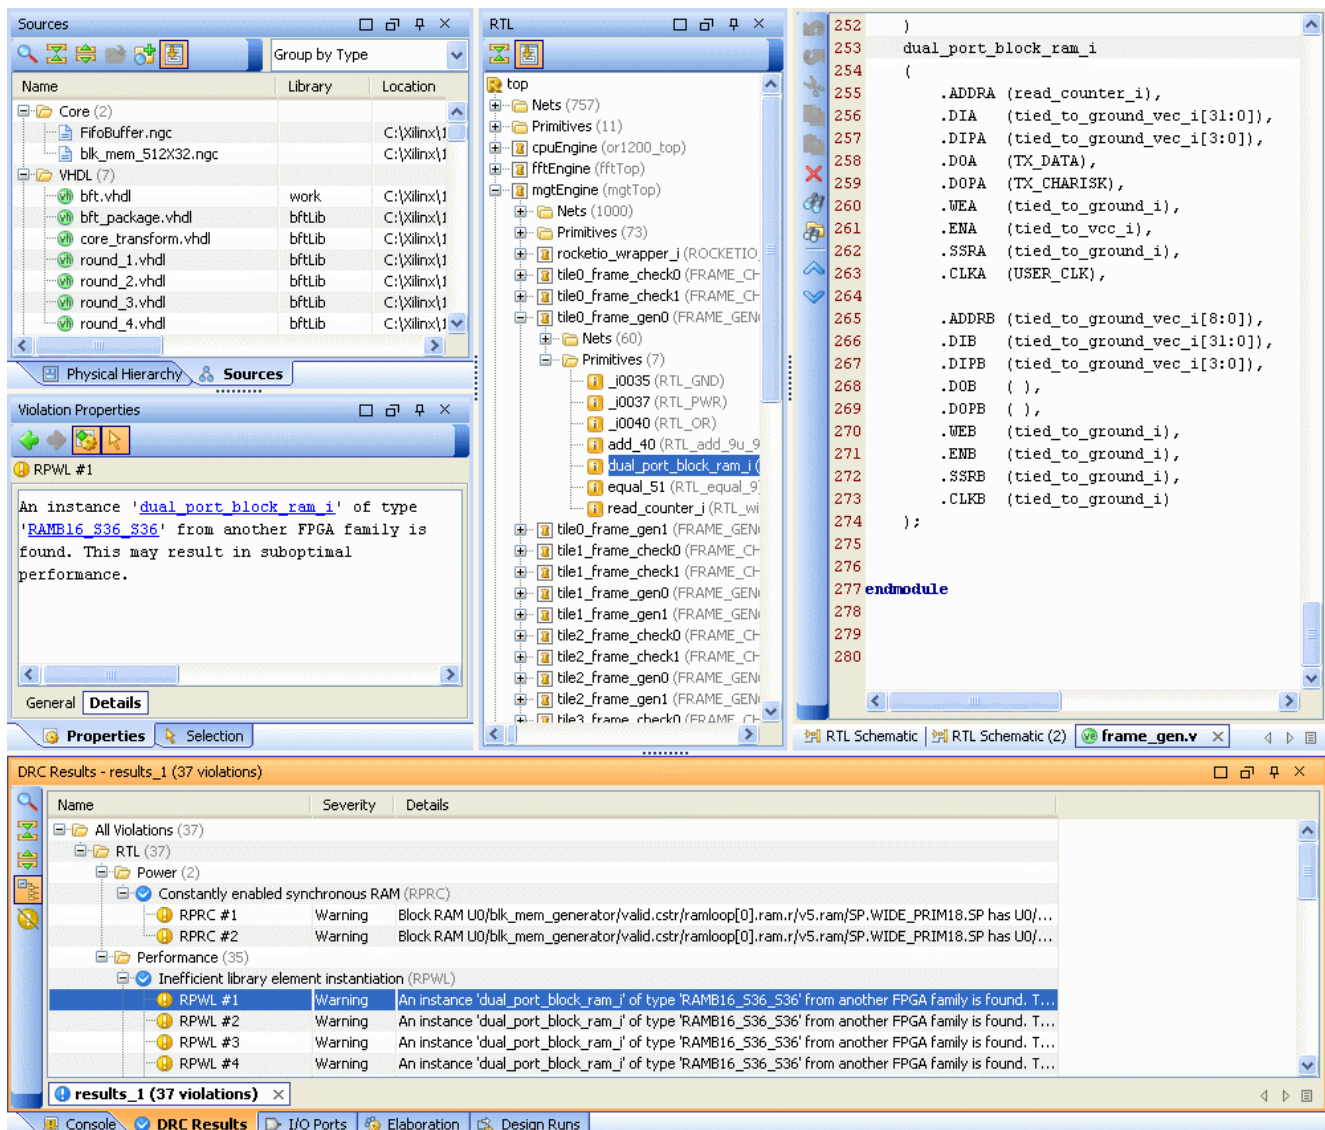 Sources
Group by Type
Name Library Location
Core (2)
FifoBuffer.ngc C:\Xilinx\1
blk_mem_512X32.ngc C:\Xilinx\1
VHDL (7)
bft.vhdl work C:\Xilinx\1
bft_package.vhdl bftLib C:\Xilinx\1
core_transform.vhdl bftLib C:\Xilinx\1
round_1.vhdl bftLib C:\Xilinx\1
round_2.vhdl bftLib C:\Xilinx\1
round_3.vhdl bftLib C:\Xilinx\1
round_4.vhdl bftLib C:\Xilinx\1
Physical Hierarchy Sources
Violation Properties
RPWL #1
An instance 'dual_port_block_ram_i' of type
'RAMB16_S36_S36' from another FPGA family is
found. This may result in suboptimal
performance.
General Details
Properties Selection
RTL
top
Nets (757)
Primitives (11)
cpuEngine (or1200_top)
fftEngine (fftTop)
mgtEngine (mgtTop)
Nets (1000)
Primitives (73)
rocketio_wrapper_i (ROCKETIO_
tile0_frame_check0 (FRAME_CH
tile0_frame_check1 (FRAME_CH
tile0_frame_gen0 (FRAME_GEN
Nets (60)
Primitives (7)
_i0035 (RTL_GND)
_i0037 (RTL_PWR)
_i0040 (RTL_OR)
add_40 (RTL_add_9u_9
dual_port_block_ram_i (
equal_51 (RTL_equal_9
read_counter_i (RTL_wi
tile0_frame_gen1 (FRAME_GEN
tile1_frame_check0 (FRAME_CH
tile1_frame_check1 (FRAME_CH
tile1_frame_gen0 (FRAME_GEN
tile1_frame_gen1 (FRAME_GEN
tile2_frame_check0 (FRAME_CH
tile2_frame_check1 (FRAME_CH
tile2_frame_gen0 (FRAME_GEN
tile2_frame_gen1 (FRAME_GEN
tile3_frame_check0 (FRAME_CH
252 )
253 dual_port_block_ram_i
254 (
255 .ADDRA (read_counter_i),
256 .DIA (tied_to_ground_vec_i[31:0]),
257 .DIPA (tied_to_ground_vec_i[3:0]),
258 .DOA (TX_DATA),
259 .DOPA (TX_CHARISK),
260 .WEA (tied_to_ground_i),
261 .ENA (tied_to_vcc_i),
262 .SSRA (tied_to_ground_i),
263 .CLKA (USER_CLK),
264
265 .ADDRB (tied_to_ground_vec_i[8:0]),
266 .DIB (tied_to_ground_vec_i[31:0]),
267 .DIPB (tied_to_ground_vec_i[3:0]),
268 .DOB ( ),
269 .DOPB ( ),
270 .WEB (tied_to_ground_i),
271 .ENB (tied_to_ground_i),
272 .SSRB (tied_to_ground_i),
273 .CLKB (tied_to_ground_i)
274 );
275
276
277 endmodule
278
279
280
RTL Schematic RTL Schematic (2) frame_gen.v
DRC Results - results_1 (37 violations)
Name Severity Details
All Violations (37)
RTL (37)
Power (2)
Constantly enabled synchronous RAM (RPRC)
RPRC #1 Warning Block RAM U0/blk_mem_generator/valid.cstr/ramloop[0].ram.r/v5.ram/SP.WIDE_PRIM18.SP has U0/...
RPRC #2 Warning Block RAM U0/blk_mem_generator/valid.cstr/ramloop[0].ram.r/v5.ram/SP.WIDE_PRIM18.SP has U0/...
Performance (35)
Inefficient library element instantiation (RPWL)
RPWL #1 Warning An instance 'dual_port_block_ram_i' of type 'RAMB16_S36_S36' from another FPGA family is found. T...
RPWL #2 Warning An instance 'dual_port_block_ram_i' of type 'RAMB16_S36_S36' from another FPGA family is found. T...
RPWL #3 Warning An instance 'dual_port_block_ram_i' of type 'RAMB16_S36_S36' from another FPGA family is found. T...
RPWL #4 Warning An instance 'dual_port_block_ram_i' of type 'RAMB16_S36_S36' from another FPGA family is found. T...
results_1 (37 violations)
Console DRC Results I/O Ports Elaboration Design Runs